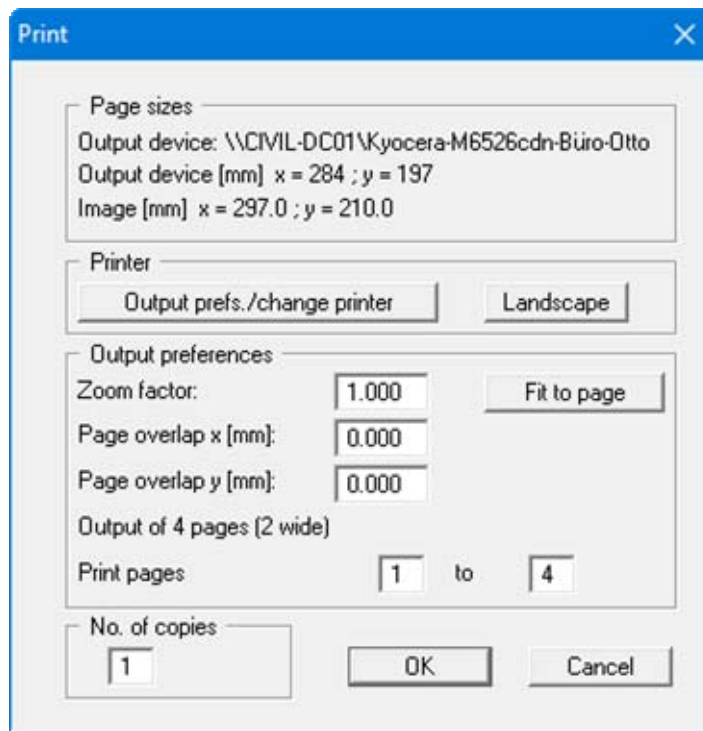 Print
Page sizes
Output device: \\CIVIL-DC01\Kyocera-M6526cdn-Büro-Otto
Output device [mm] x = 284 ; y = 197
Image [mm] x = 297.0 ; y = 210.0
Printer
Output prefs./change printer Landscape
Output preferences
Zoom factor: 1.000 Fit to page
Page overlap x [mm]: 0.000
Page overlap y [mm]: 0.000
Output of 4 pages (2 wide)
Print pages 1 to 4
No. of copies
1 OK Cancel